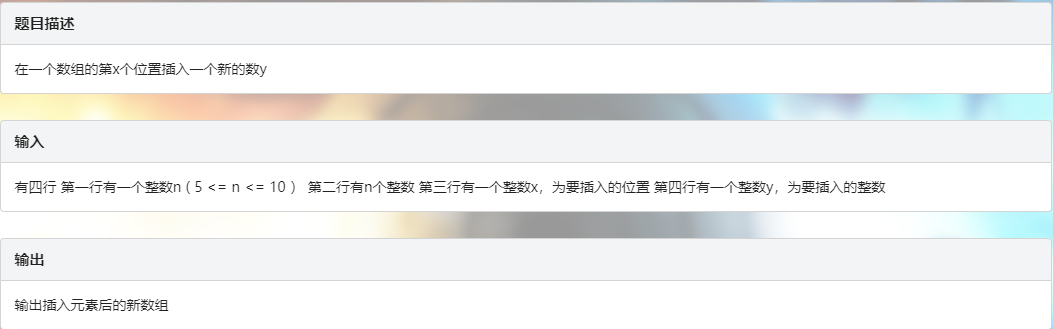 题目描述
在一个数组的第x个位置插入一个新的数y
输入
有四行 第一行有一个整数n ( 5 <= n <= 10 )   第二行有n个整数 第三行有一个整数x，为要插入的位置 第四行有一个整数y，为要插入的整数
输出
输出插入元素后的新数组